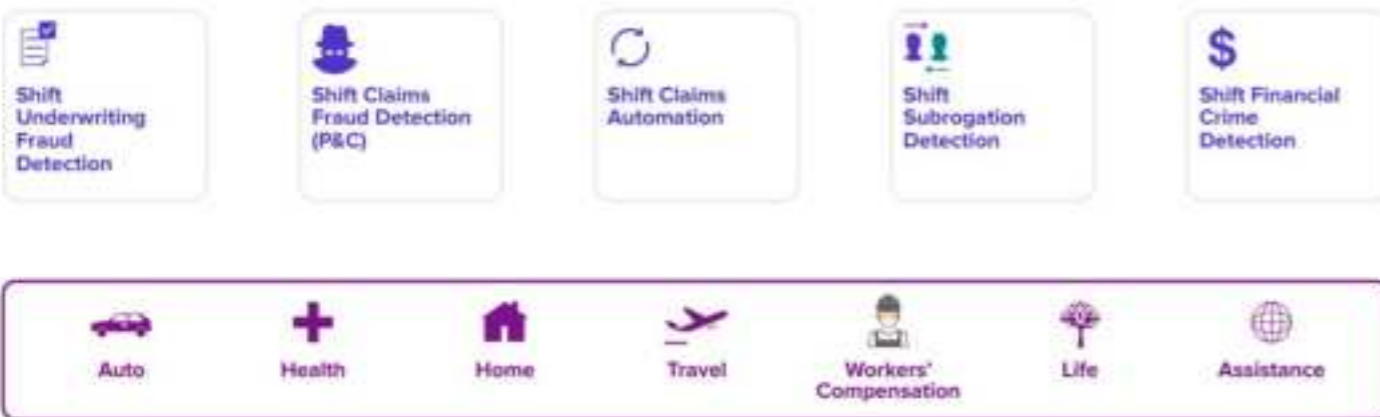 Shift
Underwriting
Fraud
Detection
Shift Claims
Fraud Detection
(P&C)
Shift Claims
Automation
Shift
Subrogation
Detection
$
Shift Financial
Crime
Detection
Auto
Health
Home
Travel
Workers'
Compensation
Life
Assistance